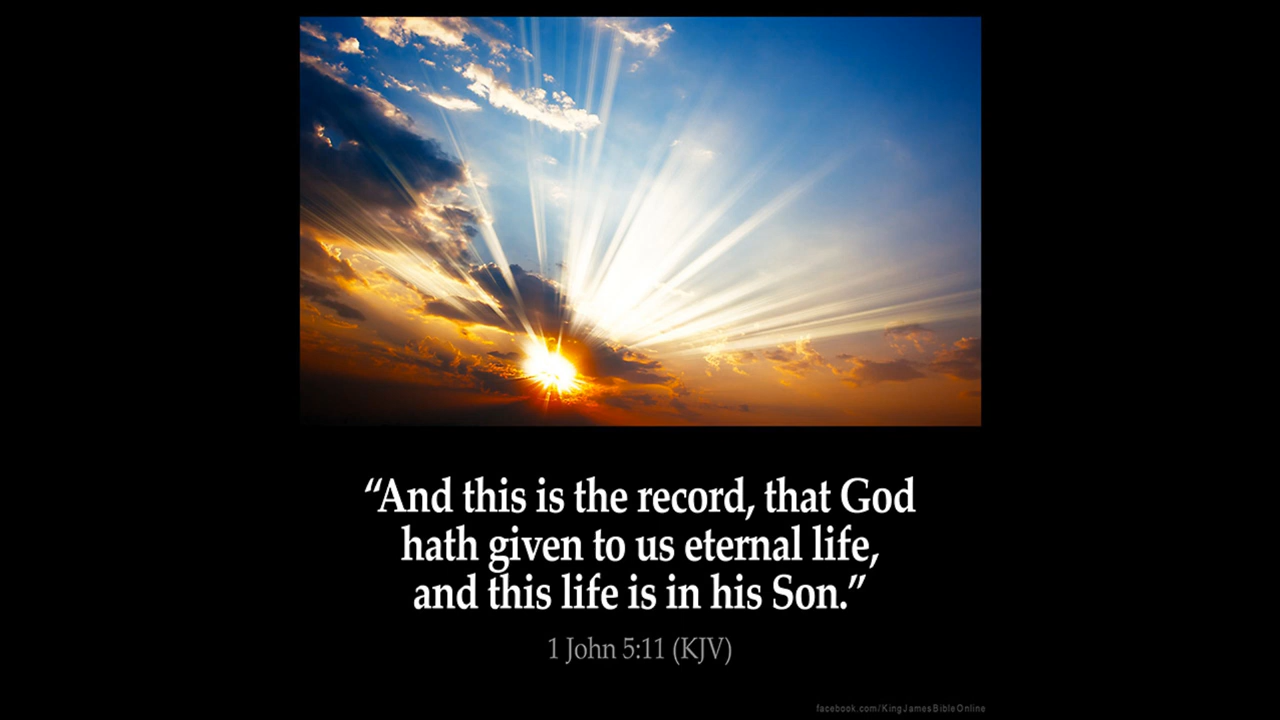 “And this is the record, that God
hath given to us eternal life,
and this life is in his Son.”
1 John 5:11 (KJV)
facebook.com/KingJamesBibleOnline